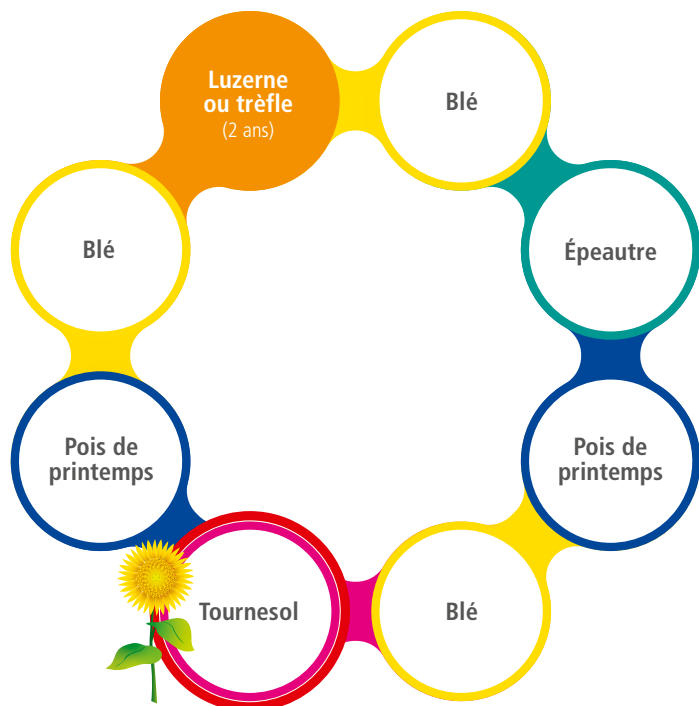 Luzerne
ou trèfle
(2 ans)
Blé
Épeautre
Pois de
printemps
Blé
Tournesol
Pois de
printemps
Blé